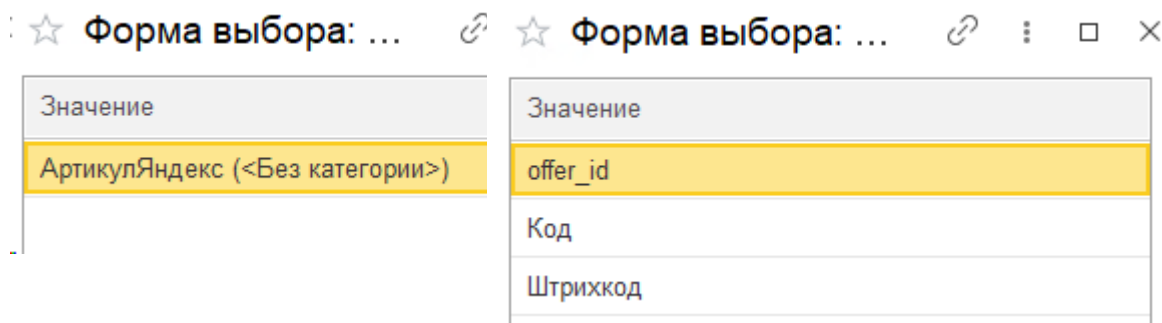 Форма выбора: ...
Значение
АртикулЯндекс (<Без категории>)
Форма выбора: ...
Значение
offer_id
Код
Штрихкод